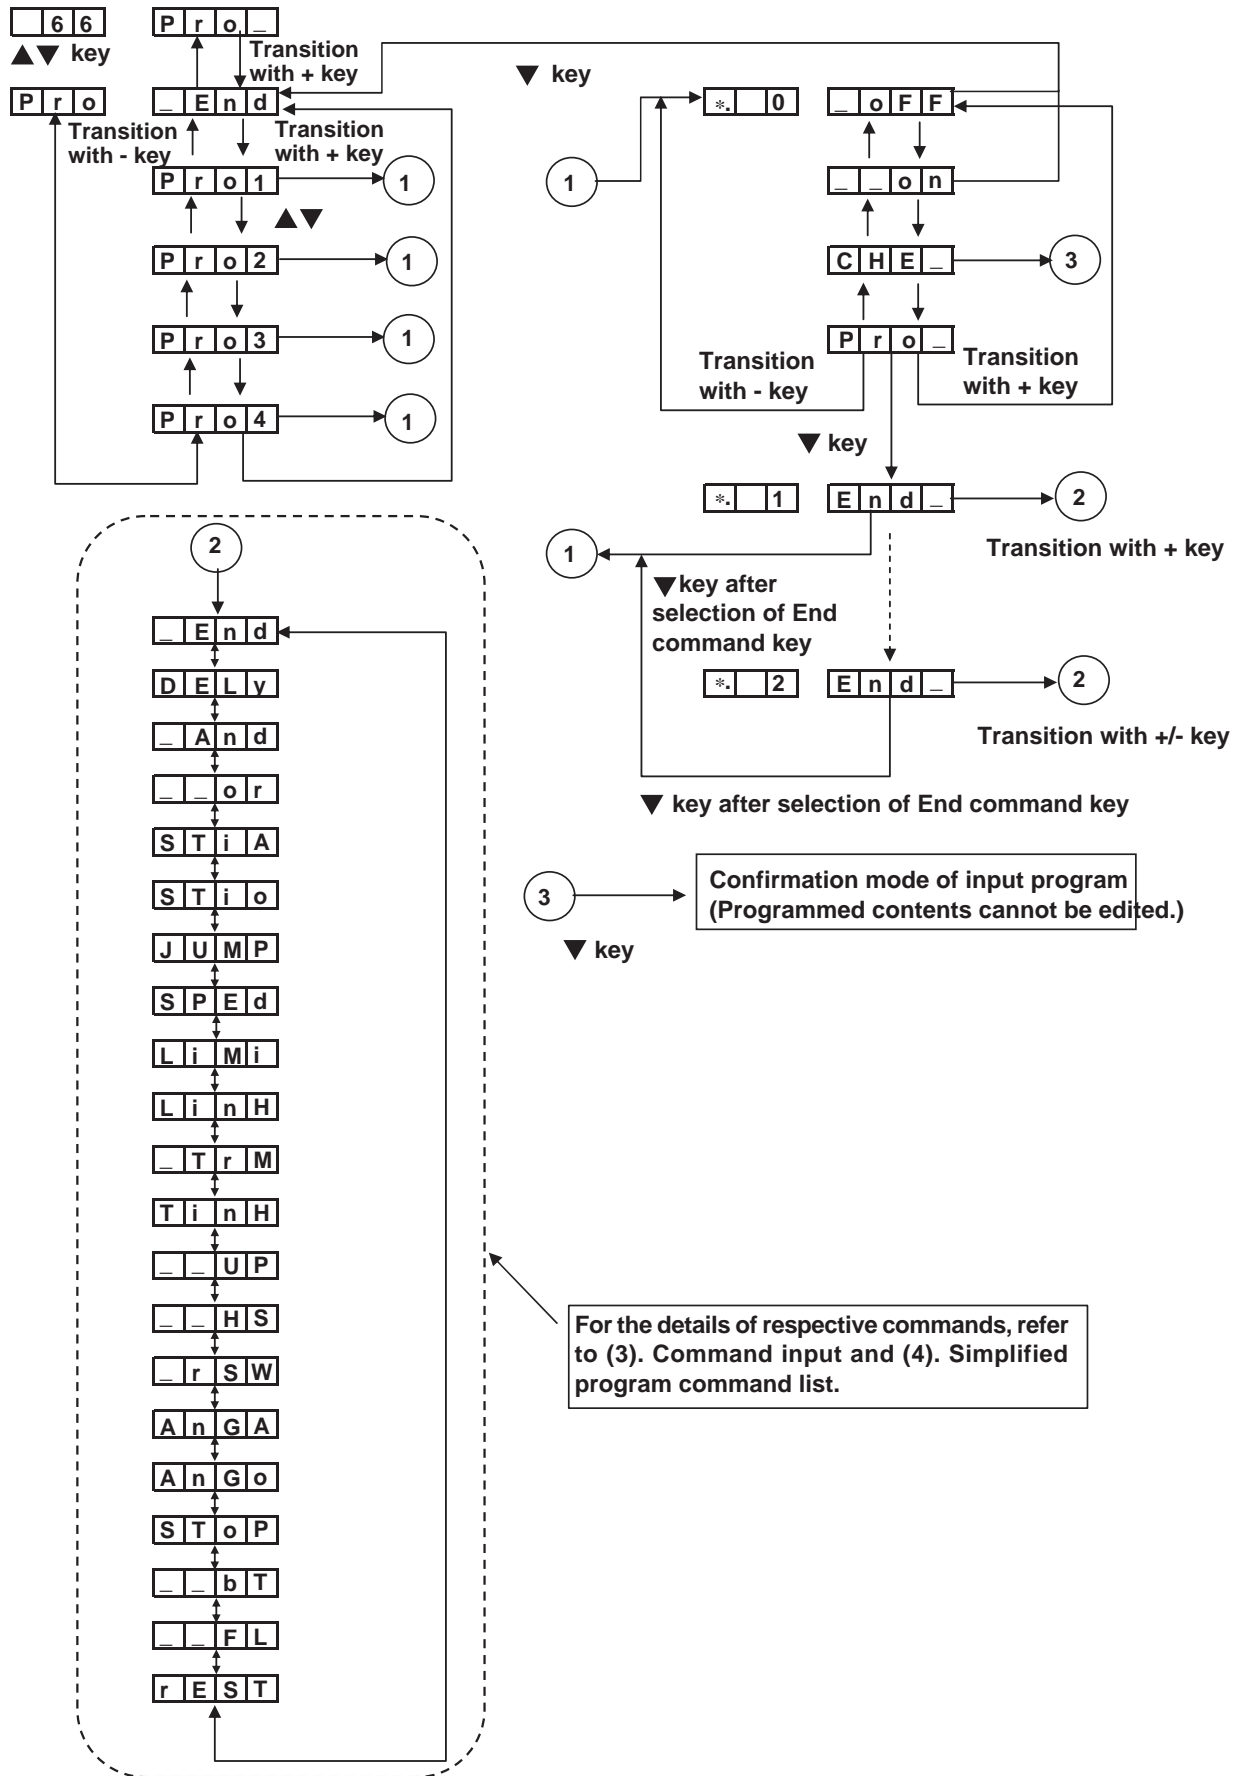 _66 Pro_
▲▼ key
Transition
with + key
Pro _End
Transition
with - key
Transition
with + key
Pro1 1
▲▼
Pro2 1
Pro3 1
Pro4 1
▼ key
*. 0 _oFF
1
__on
CHE_ 3
Pro_
Transition
with - key
Transition
with + key
▼ key
*. 1 End_ 2
Transition with + key
1
▼key after
selection of End
command key
*. 2 End_ 2
Transition with +/- key
▼ key after selection of End command key
3
Confirmation mode of input program
(Programmed contents cannot be edited.)
▼ key
2
_End
DELy
_And
__or
STiA
STio
JUMP
SPEd
LiMi
LinH
_TrM
TinH
__UP
__HS
_rSW
AnGA
AnGo
SToP
__bT
__FL
rEST
For the details of respective commands, refer
to (3). Command input and (4). Simplified
program command list.